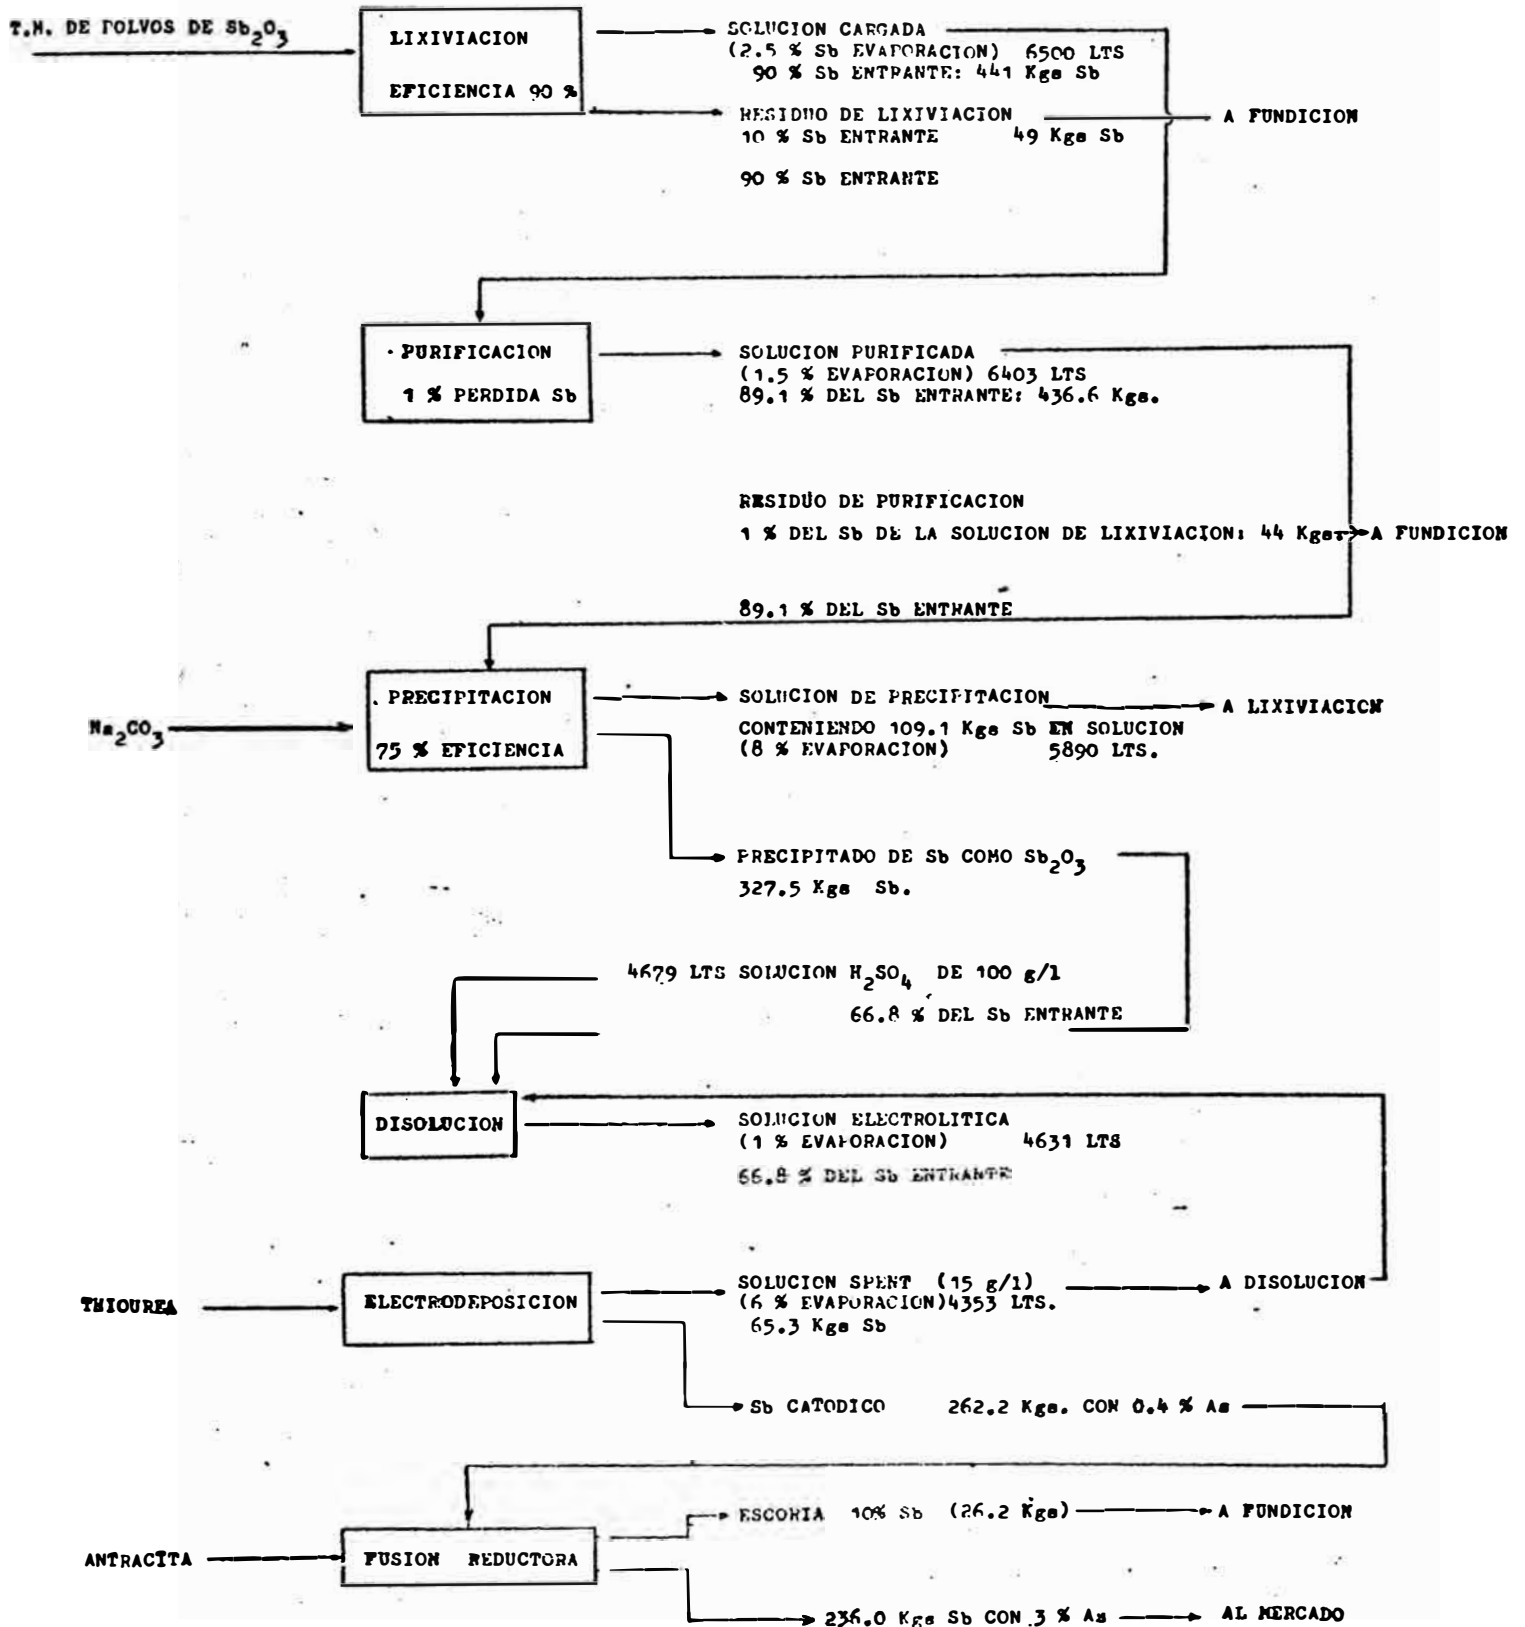 T.M. DE POLVOS DE Sb2O3
LIXIVIACION
EFICIENCIA 90 %
SOLUCION CARGADA
(2.5 % Sb EVAPORACION) 6500 LTS
90 % Sb ENTRANTE: 441 Kgs Sb
RESIDUO DE LIXIVIACION
10 % Sb ENTRANTE 49 Kgs Sb
A FUNDICION
90 % Sb ENTRANTE
PURIFICACION
1 % PERDIDA Sb
SOLUCION PURIFICADA
(1.5 % EVAPORACION) 6403 LTS
89.1 % DEL Sb ENTRANTE: 436.6 Kgs.
RESIDUO DE PURIFICACION
1 % DEL Sb DE LA SOLUCION DE LIXIVIACION: 44 Kgs. A FUNDICION
89.1 % DEL Sb ENTRANTE
Na2CO3
PRECIPITACION
75 % EFICIENCIA
SOLUCION DE PRECIPITACION
A LIXIVIACION
CONTENIENDO 109.1 Kgs Sb EN SOLUCION
(8 % EVAPORACION) 5890 LTS.
PRECIPITADO DE Sb COMO Sb2O3
327.5 Kgs Sb.
4679 LTS SOLUCION H2SO4 DE 100 g/l
66.8 % DEL Sb ENTRANTE
DISOLUCION
SOLUCION ELECTROLITICA
(1 % EVAPORACION) 4631 LTS
66.8 % DEL Sb ENTRANTE
THIOUREA
ELECTRODEPOSICION
SOLUCION SPENT (15 g/l)
A DISOLUCION
(6 % EVAPORACION)4353 LTS.
65.3 Kgs Sb
Sb CATODICO 262.2 Kgs. CON 0.4 % As
ANTRACITA
FUSION REDUCTORA
ESCORIA 10% Sb (26.2 Kgs)
A FUNDICION
236.0 Kgs Sb CON .3 % As
AL MERCADO